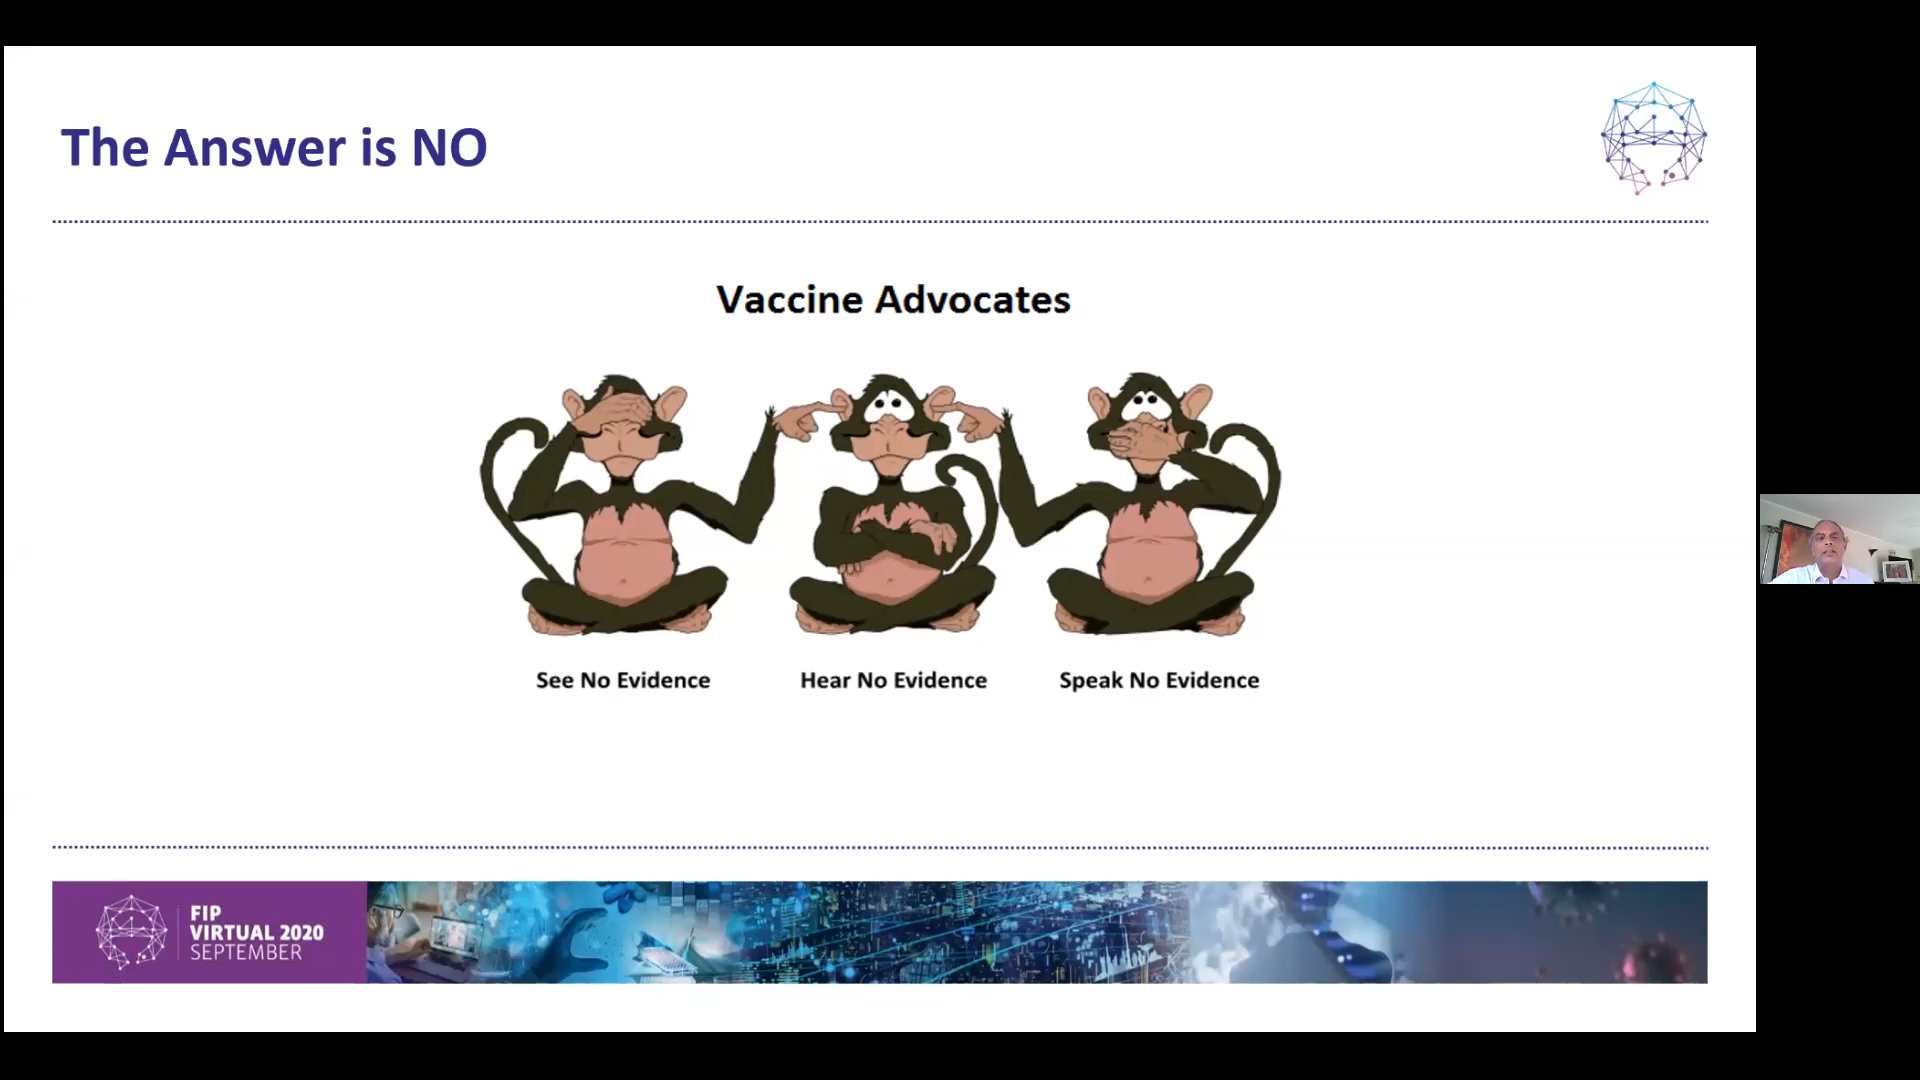 The Answer is NO
Vaccine Advocates
See No Evidence
Hear No Evidence
Speak No Evidence
FIP
VIRTUAL 2020
SEPTEMBER